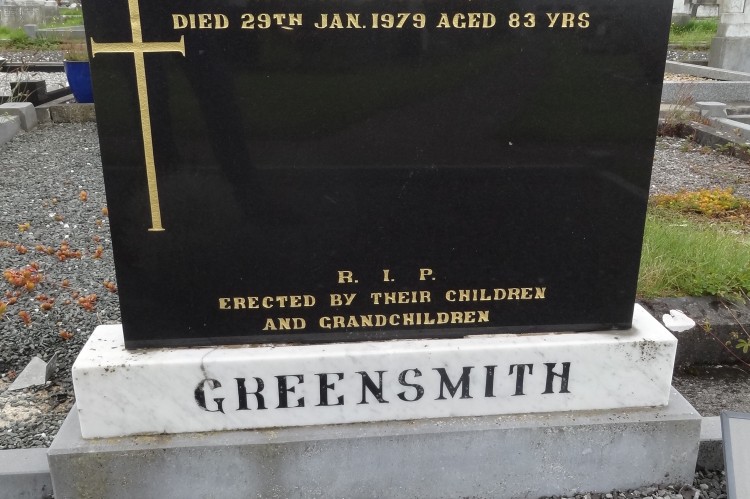 DIED 29TH JAN. 1979 AGED 83 YRS
R. I. P.
ERECTED BY THEIR CHILDREN
AND GRANDCHILDREN
GREENSMITH